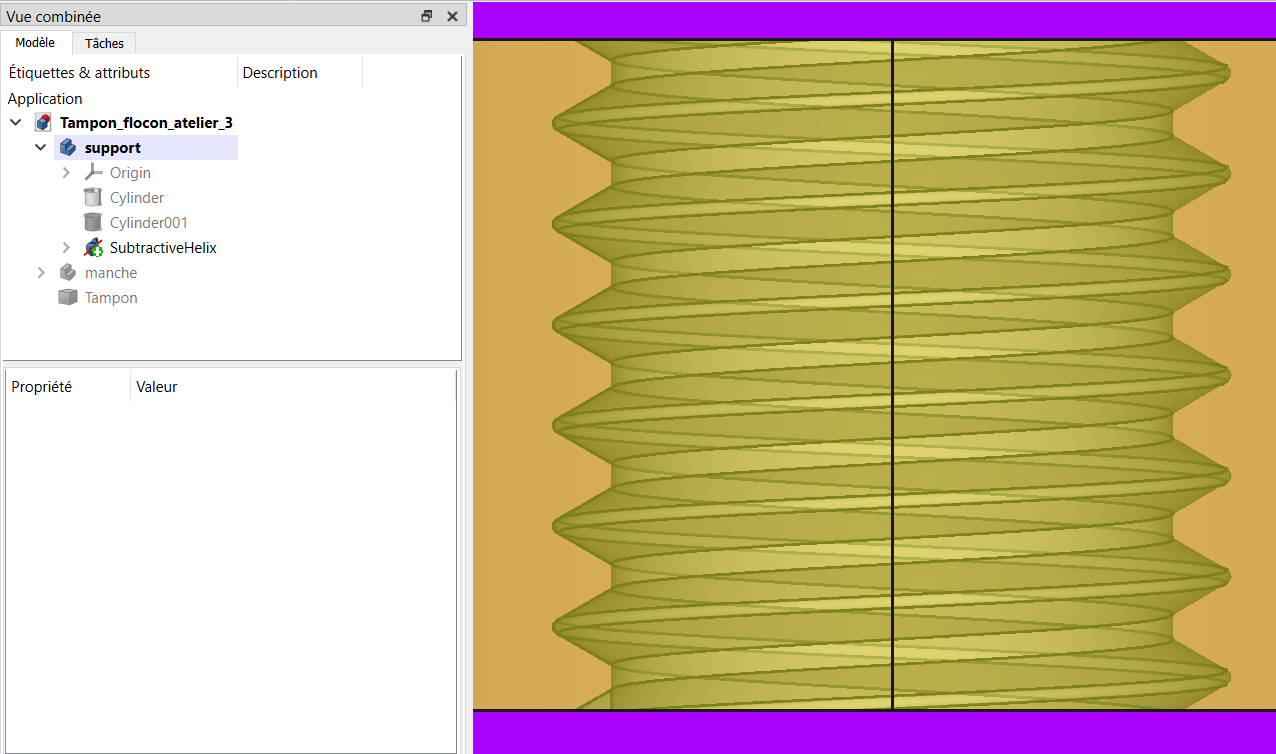 Vue combinée
Modèle Tâches
Étiquettes & attributs Description
Application
Tampon_flocon_atelier_3
support
Origin
Cylinder
Cylinder001
SubtractiveHelix
manche
Tampon
Propriété Valeur